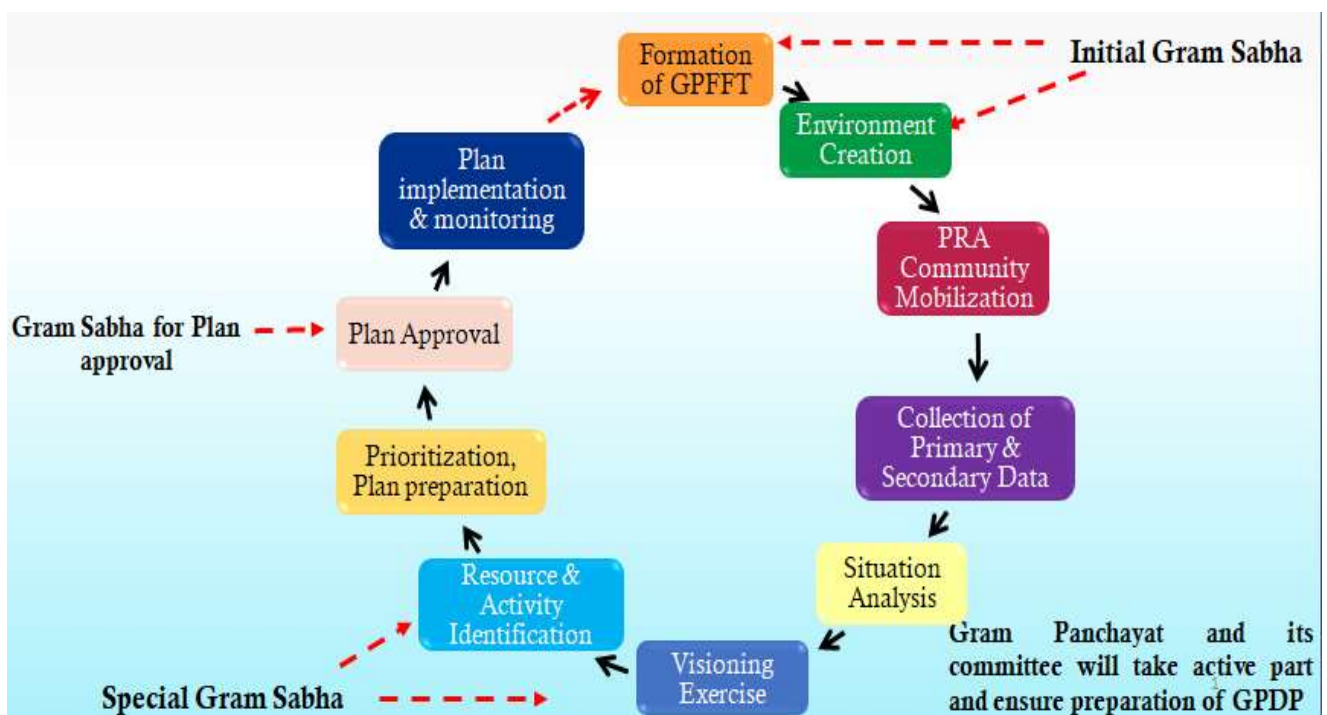 Formation
of GPFFT
Initial Gram Sabha
Environment
Creation
PRA
Community
Mobilization
Collection of
Primary &
Secondary Data
Situation
Analysis
Gram Panchayat and its
committee will take active part
and ensure preparation of GPDP
1
Visioning
Exercise
Special Gram Sabha
Resource &
Activity
Identification
Prioritization,
Plan preparation
Gram Sabha for Plan
approval
Plan Approval
Plan
implementation
& monitoring